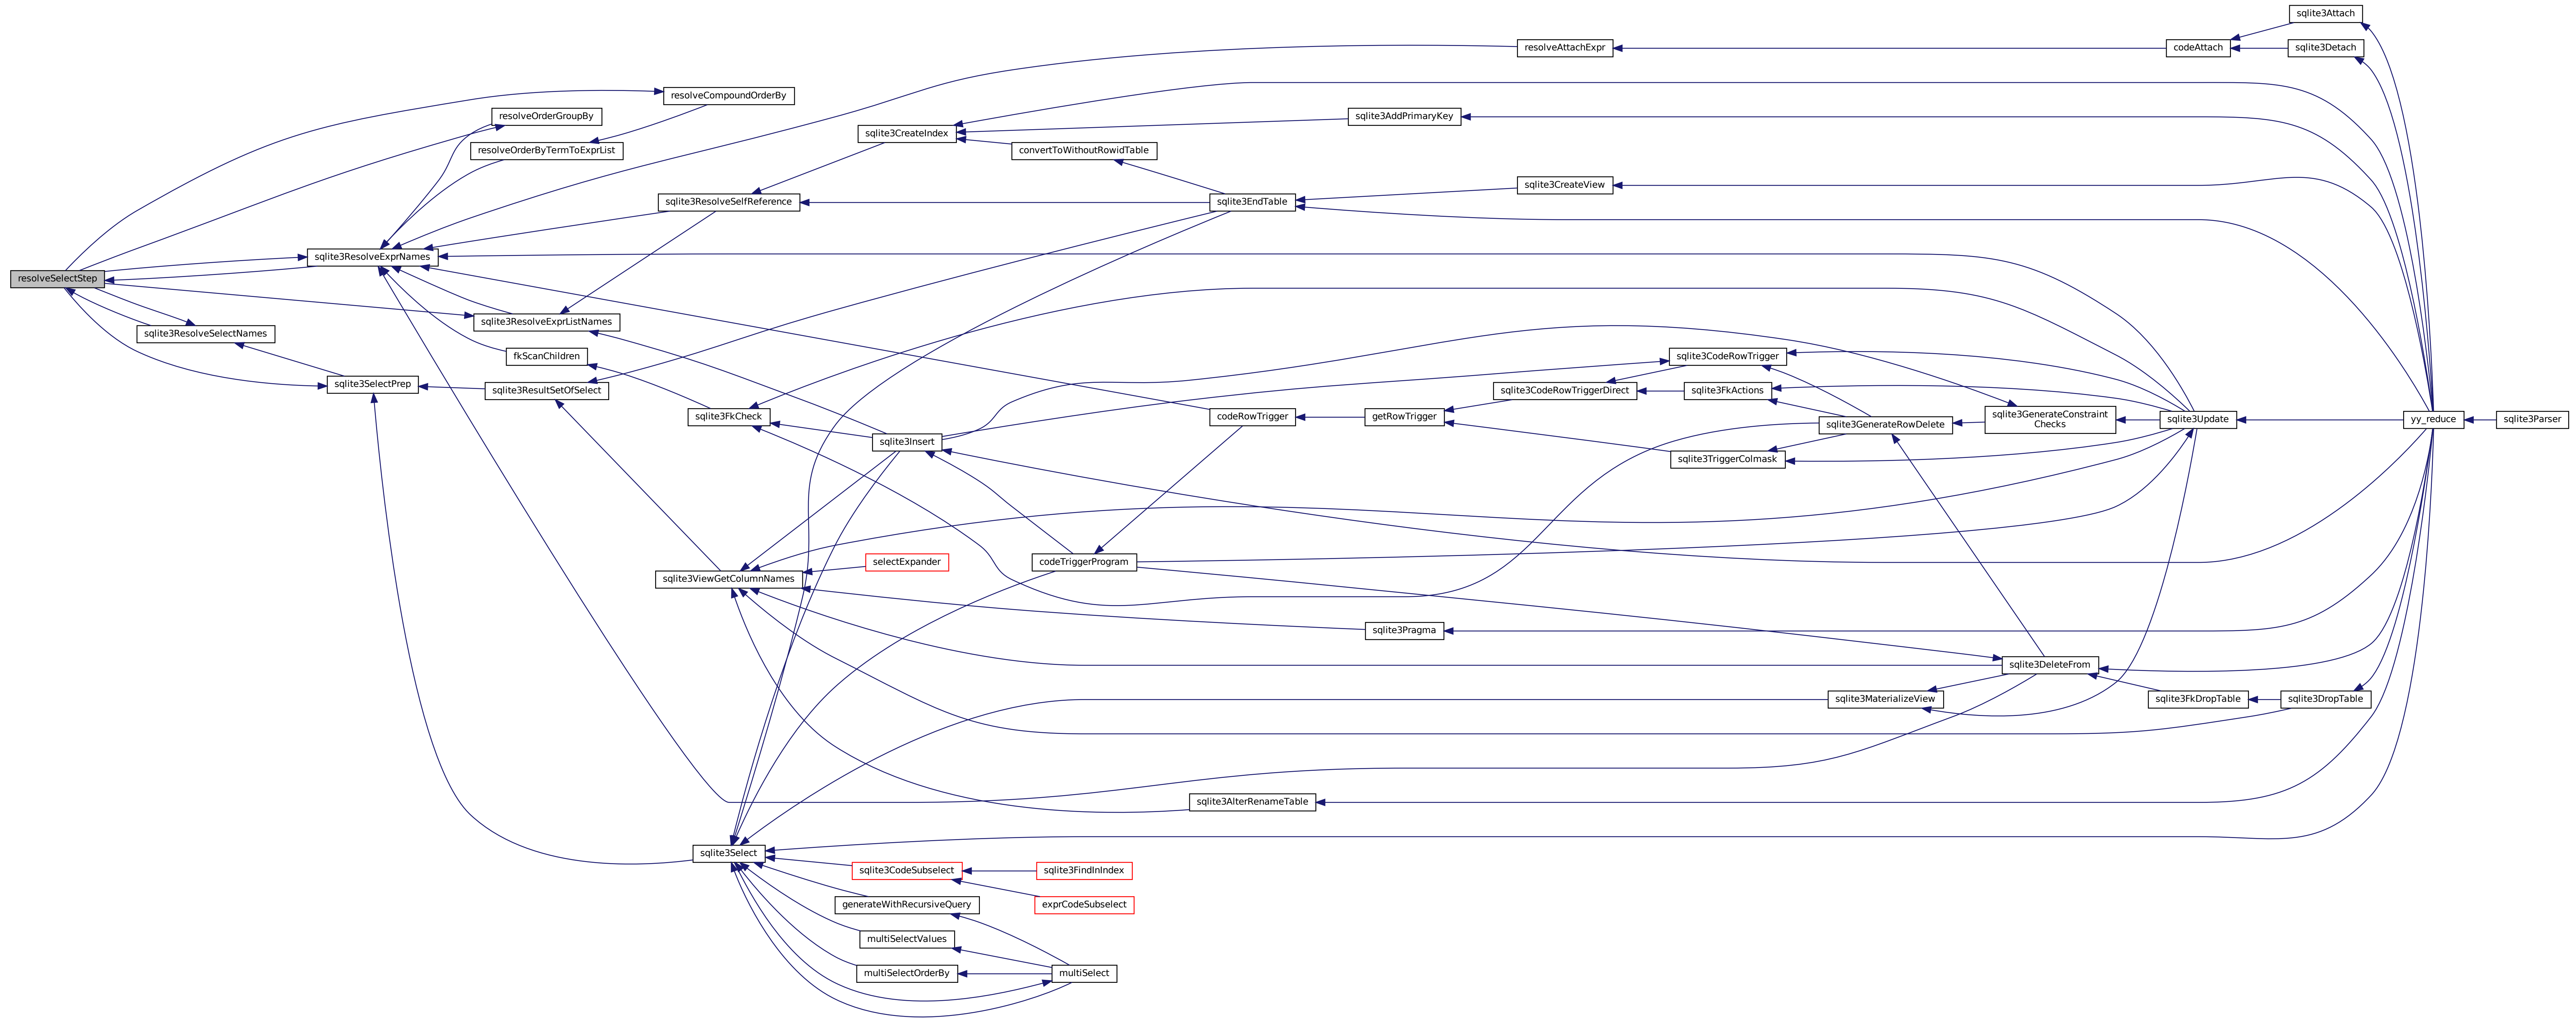 sqlite3Attach
resolveAttachExpr
codeAttach
sqlite3Detach
resolveCompoundOrderBy
resolveOrderGroupBy
sqlite3AddPrimaryKey
sqlite3CreateIndex
resolveOrderByTermToExprList
convertToWithoutRowidTable
sqlite3CreateView
sqlite3ResolveSelfReference
sqlite3EndTable
sqlite3ResolveExprNames
resolveSelectStep
sqlite3ResolveExprListNames
sqlite3ResolveSelectNames
fkScanChildren
sqlite3CodeRowTrigger
sqlite3SelectPrep
sqlite3ResultSetOfSelect
sqlite3CodeRowTriggerDirect
sqlite3FkActions
sqlite3FkCheck
codeRowTrigger
getRowTrigger
sqlite3GenerateRowDelete
sqlite3GenerateConstraint
Checks
sqlite3Update
yy_reduce
sqlite3Parser
sqlite3Insert
sqlite3TriggerColmask
selectExpander
codeTriggerProgram
sqlite3ViewGetColumnNames
sqlite3Pragma
sqlite3DeleteFrom
sqlite3MaterializeView
sqlite3FkDropTable
sqlite3DropTable
sqlite3AlterRenameTable
sqlite3Select
sqlite3CodeSubselect
sqlite3FindInIndex
generateWithRecursiveQuery
exprCodeSubselect
multiSelectValues
multiSelectOrderBy
multiSelect